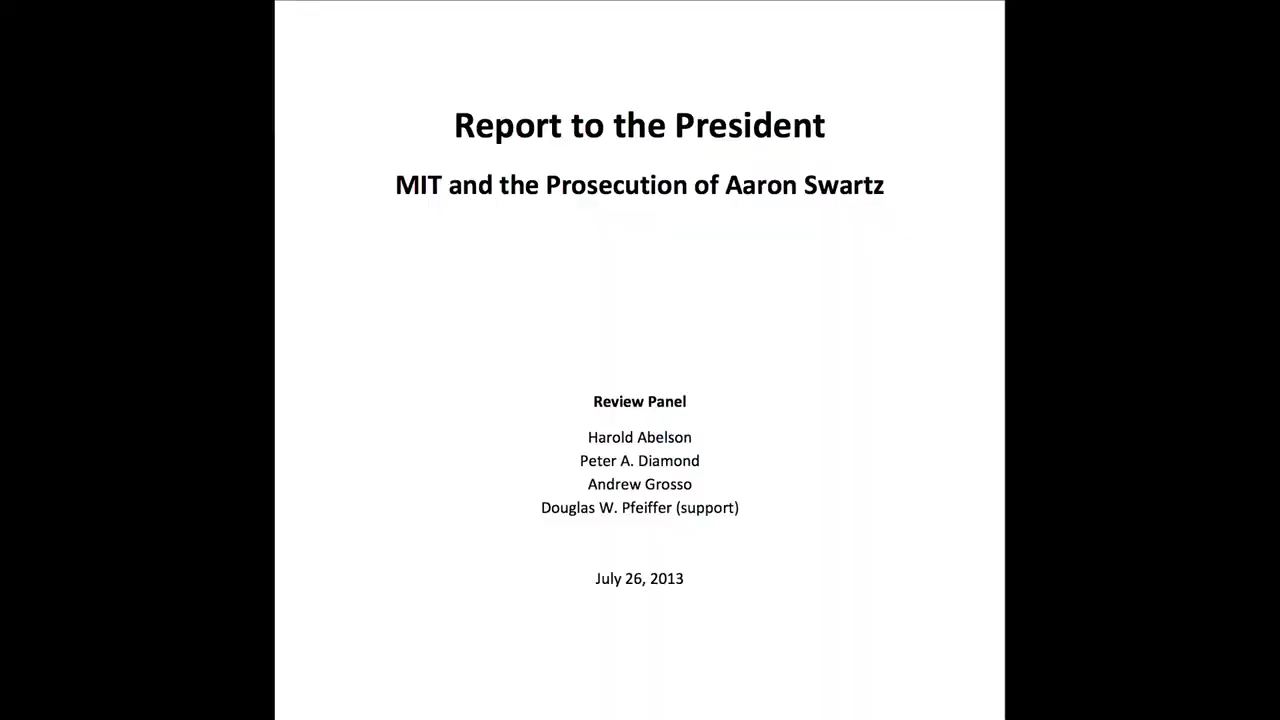 Report to the President
MIT and the Prosecution of Aaron Swartz
Review Panel
Harold Abelson
Peter A. Diamond
Andrew Grosso
Douglas W. Pfeiffer (support)
July 26, 2013